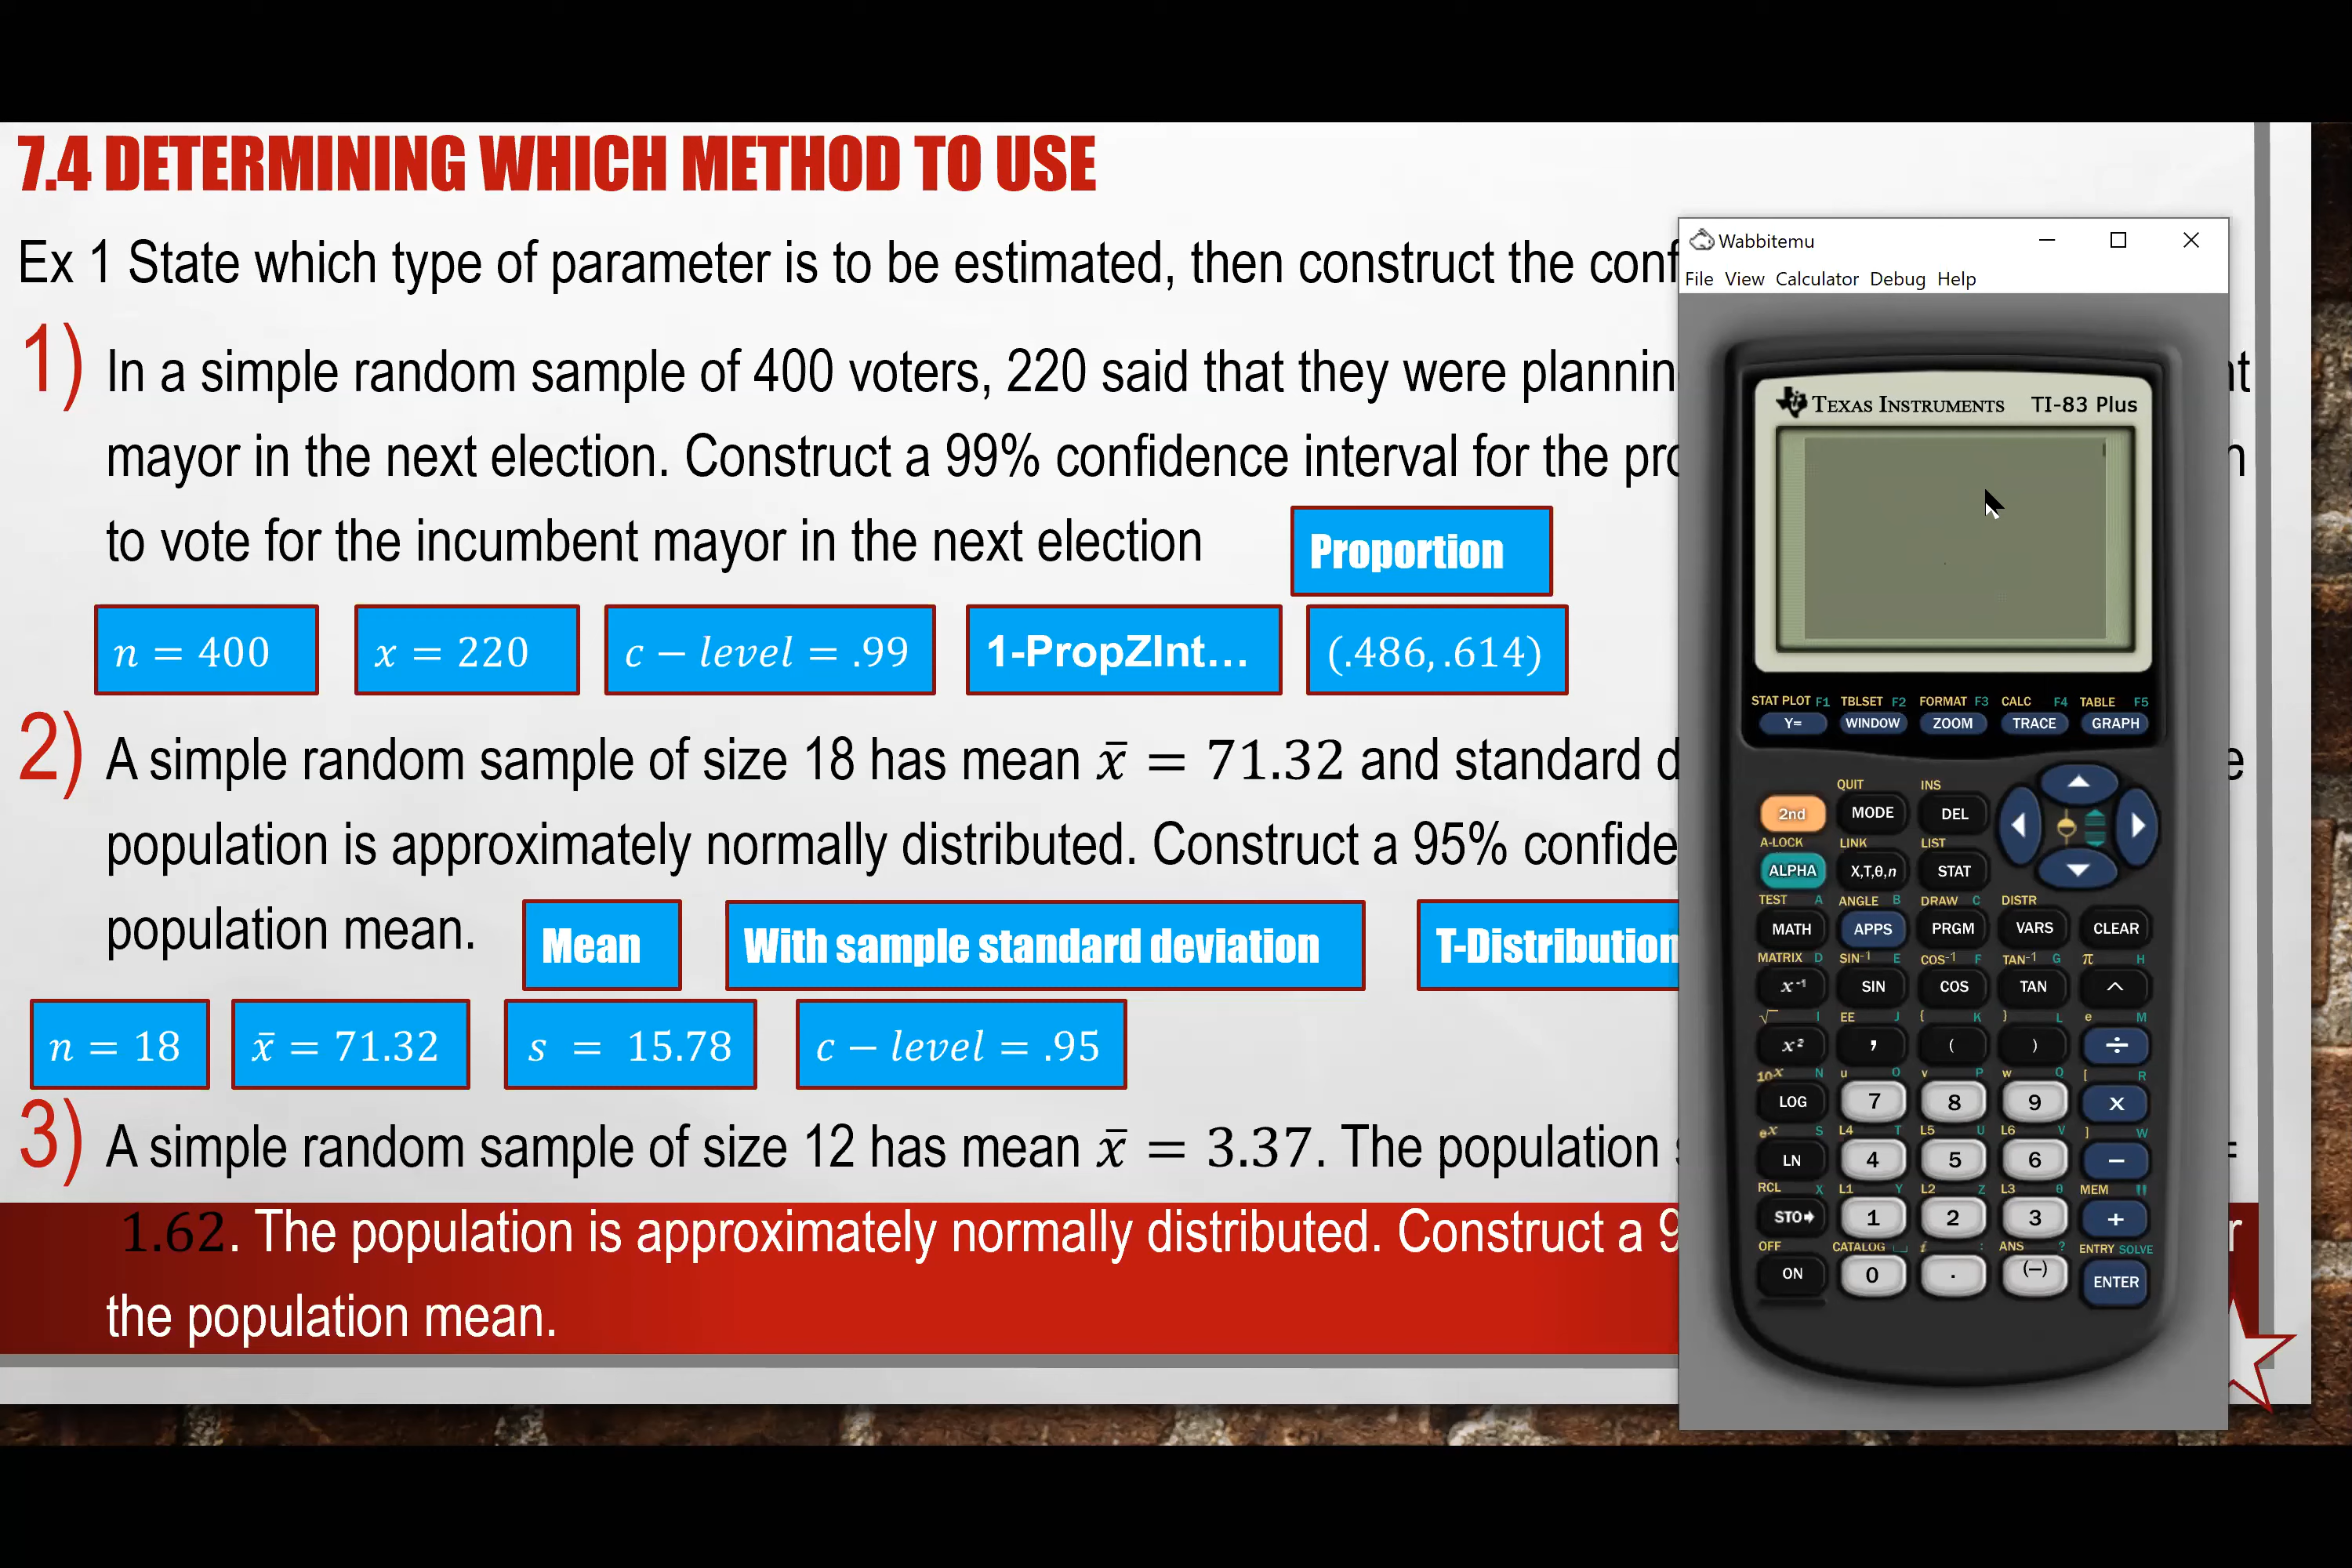 7.4 DETERMINING WHICH METHOD TO USE
Ex 1 State which type of parameter is to be estimated, then construct the
1) In a simple random sample of 400 voters, 220 said that they were
mayor in the next election. Construct a 99% confidence interval for the
to vote for the incumbent mayor in the next election
Proportion
n = 400
x = 220
c − level = .99
1-PropZInt…
(.486, .614)
2) A simple random sample of size 18 has mean x̄ = 71.32 and standard
population is approximately normally distributed. Construct a 95%
population mean.
Mean
With sample standard deviation
T-Distribution
n = 18
x̄ = 71.32
s = 15.78
c − level = .95
3) A simple random sample of size 12 has mean x̄ = 3.37. The population =
1.62. The population is approximately normally distributed. Construct a
the population mean.
Wabbitemu
File View Calculator Debug Help
TEXAS INSTRUMENTS TI-83 Plus
STAT PLOT F1 TBLSET F2 FORMAT F3 CALC F4 TABLE F5
Y= WINDOW ZOOM TRACE GRAPH
QUIT INS
2nd MODE DEL
A-LOCK LINK LIST
ALPHA X,T,θ,n STAT
TEST A ANGLE B DRAW C DISTR
MATH APPS PRGM VARS CLEAR
MATRIX D SIN⁻¹ E COS⁻¹ F TAN⁻¹ G π H
x⁻¹ SIN COS TAN ^
√ I EE J { K } L e M
x² , ( ) ÷
10ˣ N u O v P w Q [ R
LOG 7 8 9 x
eˣ S L4 T L5 U L6 V ] W
LN 4 5 6 −
RCL X L1 Y L2 Z L3 θ MEM "
STO➔ 1 2 3 +
OFF CATALOG ⎵ i : ANS ? ENTRY SOLVE
ON 0 . (−) ENTER